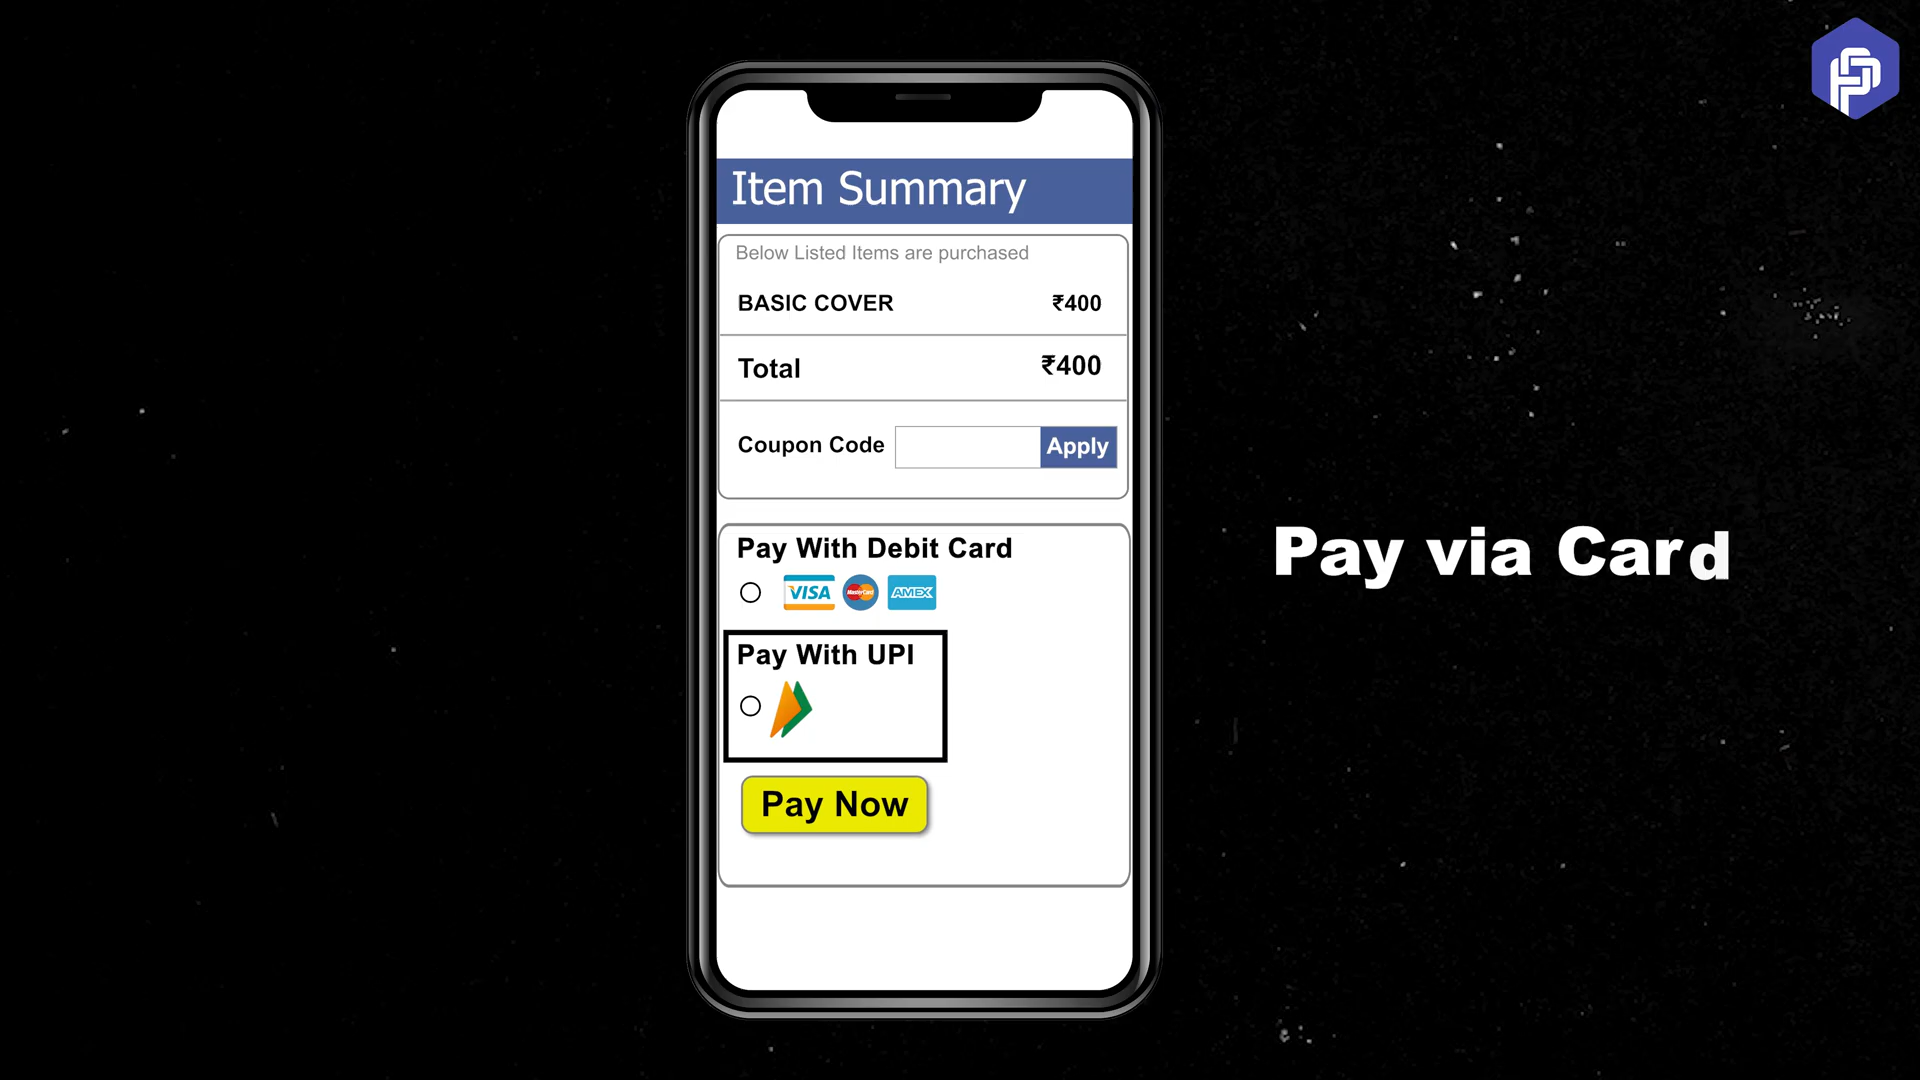 Item Summary
Below Listed Items are purchased
BASIC COVER ₹400
Total ₹400
Coupon Code Apply
Pay With Debit Card
VISA MasterCard AMEX
Pay With UPI
Pay Now
Pay via Card